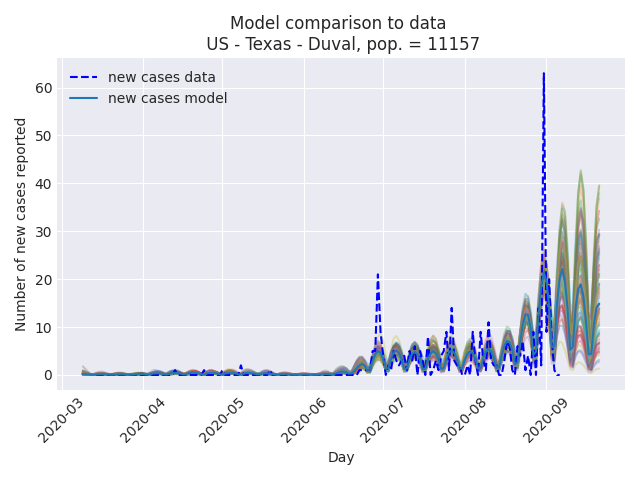 Model comparison to data
US - Texas - Duval, pop. = 11157
new cases data
new cases model
Number of new cases reported
60
50
40
30
20
10
0
2020-03
2020-04
2020-05
2020-06
2020-07
2020-08
2020-09
Day